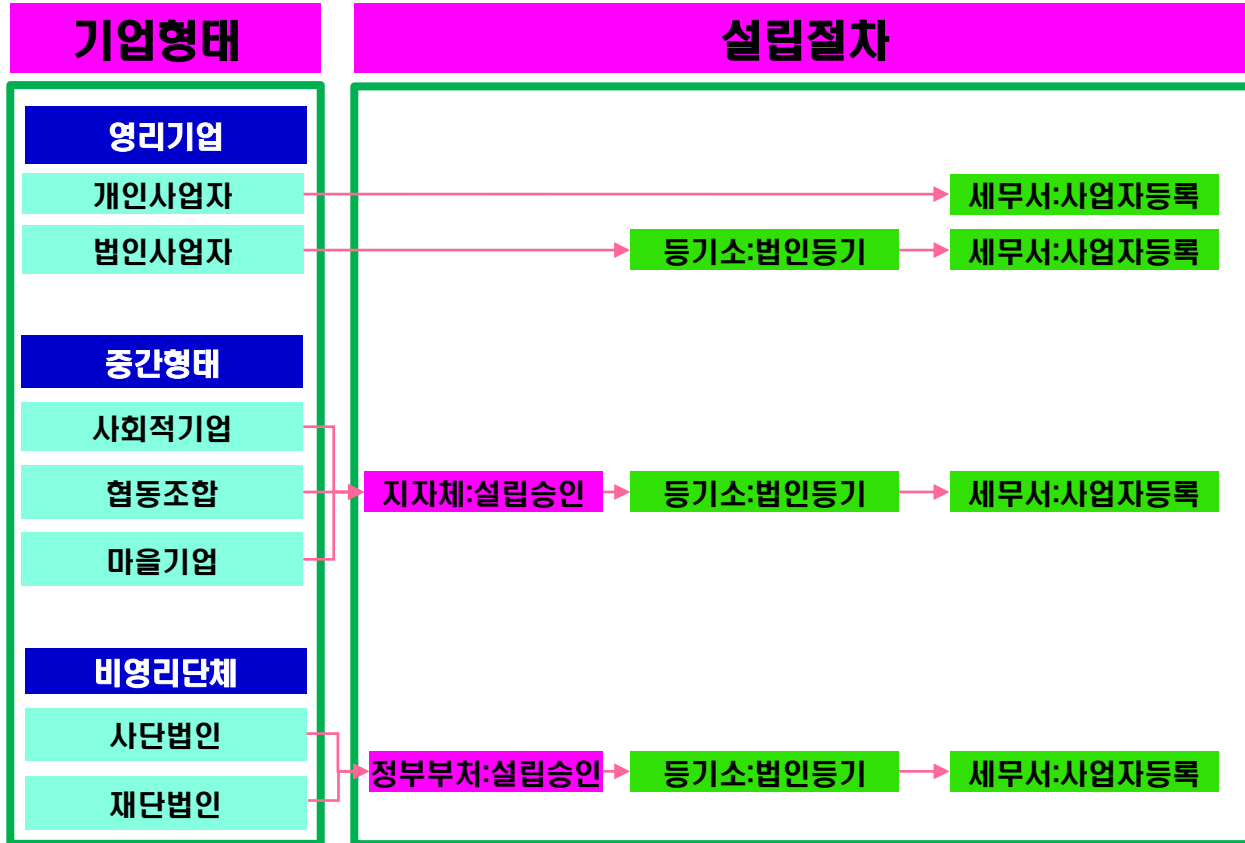 기업형태
설립절차
영리기업
개인사업자
세무서:사업자등록
법인사업자
등기소:법인등기
세무서:사업자등록
중간형태
사회적기업
협동조합
지자체:설립승인
등기소:법인등기
세무서:사업자등록
마을기업
비영리단체
사단법인
정부부처:설립승인
등기소:법인등기
세무서:사업자등록
재단법인